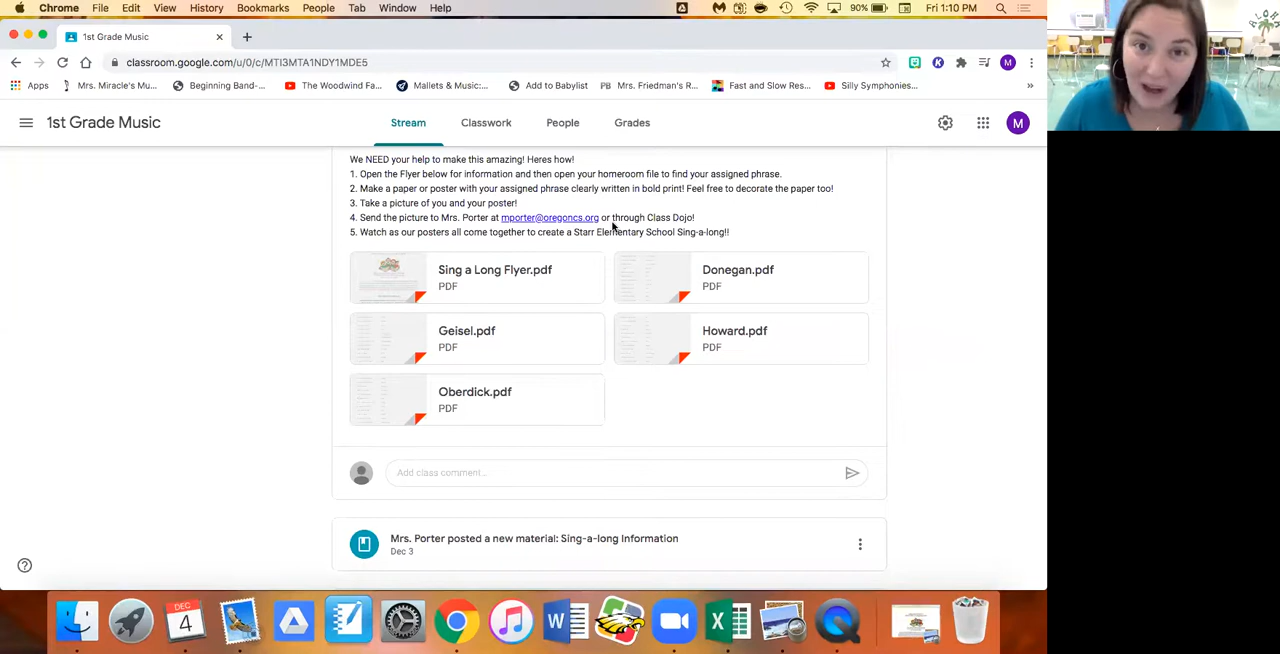 Chrome File Edit View History Bookmarks People Tab Window Help 90% Fri 1:10 PM
1st Grade Music
classroom.google.com/u/0/c/MTI3MTA1NDY1MDE5
Apps Mrs. Miracle's Mu... Beginning Band-... The Woodwind Fa... Mallets & Music:... Add to Babylist PB Mrs. Friedman's R... Fast and Slow Res... Silly Symphonies... »
1st Grade Music Stream Classwork People Grades M
We NEED your help to make this amazing! Heres how!
1. Open the Flyer below for information and then open your homeroom file to find your assigned phrase.
2. Make a paper or poster with your assigned phrase clearly written in bold print! Feel free to decorate the paper too!
3. Take a picture of you and your poster!
4. Send the picture to Mrs. Porter at mporter@oregoncs.org or through Class Dojo!
5. Watch as our posters all come together to create a Starr Elementary School Sing-a-long!!
Sing a Long Flyer.pdf
PDF
Donegan.pdf
PDF
Geisel.pdf
PDF
Howard.pdf
PDF
Oberdick.pdf
PDF
Add class comment...
Mrs. Porter posted a new material: Sing-a-long Information
Dec 3
DEC
4
W
X